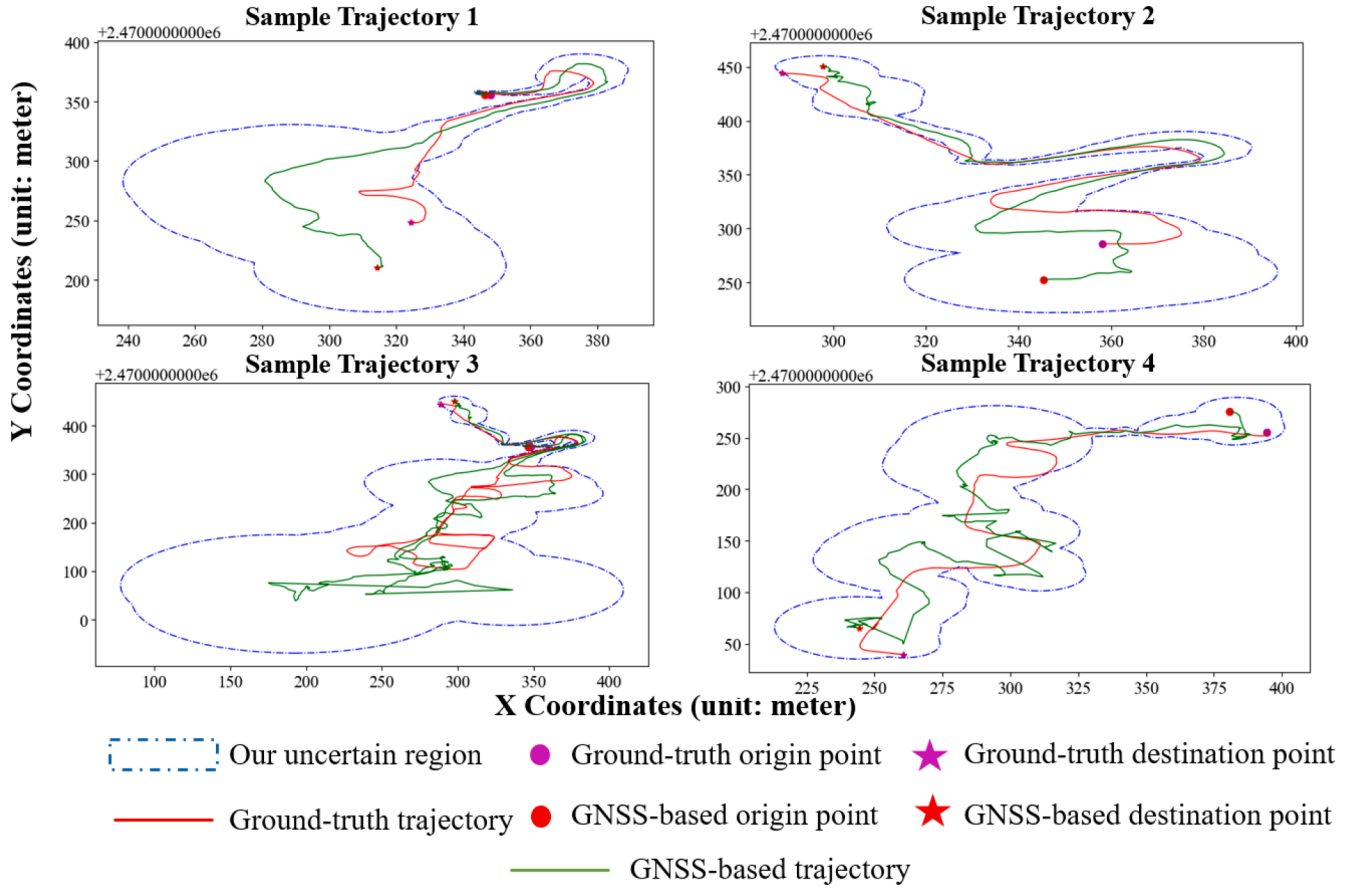 Sample Trajectory 1
Sample Trajectory 2
+2.4700000000e6
+2.4700000000e6
Y Coordinates (unit: meter)
400
350
300
250
200
240 260 280 300 320 340 360 380
450
400
350
300
250
300 320 340 360 380 400
Sample Trajectory 3
Sample Trajectory 4
+2.4700000000e6
+2.4700000000e6
400
300
200
100
0
100 150 200 250 300 350 400
300
250
200
150
100
50
225 250 275 300 325 350 375 400
X Coordinates (unit: meter)
Our uncertain region
Ground-truth origin point
Ground-truth destination point
Ground-truth trajectory
GNSS-based origin point
GNSS-based destination point
GNSS-based trajectory